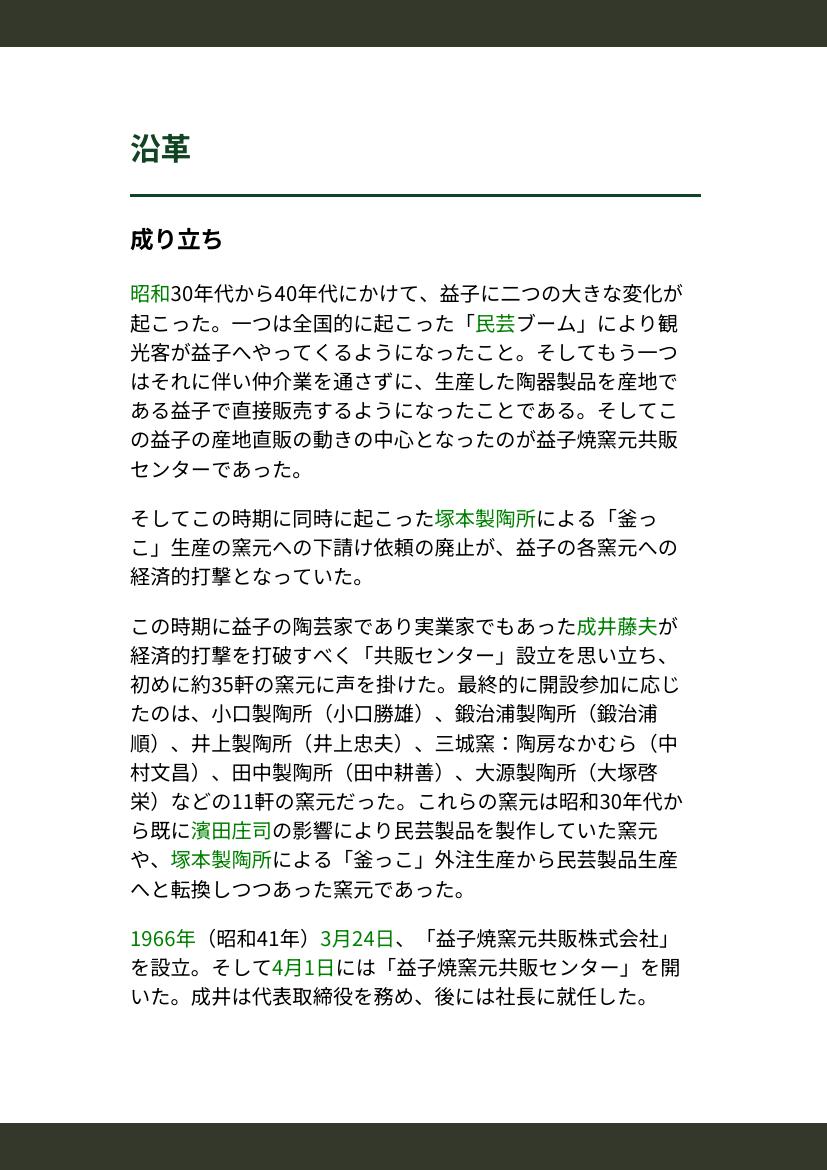 沿革
成り立ち
昭和30年代から40年代にかけて、益子に二つの大きな変化が
起こった。一つは全国的に起こった「民芸ブーム」により観
光客が益子へやってくるようになったこと。そしてもう一つ
はそれに伴い仲介業を通さずに、生産した陶器製品を産地で
ある益子で直接販売するようになったことである。そしてこ
の益子の産地直販の動きの中心となったのが益子焼窯元共販
センターであった。
そしてこの時期に同時に起こった塚本製陶所による「釜っ
こ」生産の窯元への下請け依頼の廃止が、益子の各窯元への
経済的打撃となっていた。
この時期に益子の陶芸家であり実業家でもあった成井藤夫が
経済的打撃を打破すべく「共販センター」設立を思い立ち、
初めに約35軒の窯元に声を掛けた。最終的に開設参加に応じ
たのは、小口製陶所（小口勝雄）、鍛治浦製陶所（鍛治浦
順）、井上製陶所（井上忠夫）、三城窯：陶房なかむら（中
村文昌）、田中製陶所（田中耕善）、大源製陶所（大塚啓
栄）などの11軒の窯元だった。これらの窯元は昭和30年代か
ら既に濱田庄司の影響により民芸製品を製作していた窯元
や、塚本製陶所による「釜っこ」外注生産から民芸製品生産
へと転換しつつあった窯元であった。
1966年（昭和41年）3月24日、「益子焼窯元共販株式会社」
を設立。そして4月1日には「益子焼窯元共販センター」を開
いた。成井は代表取締役を務め、後には社長に就任した。